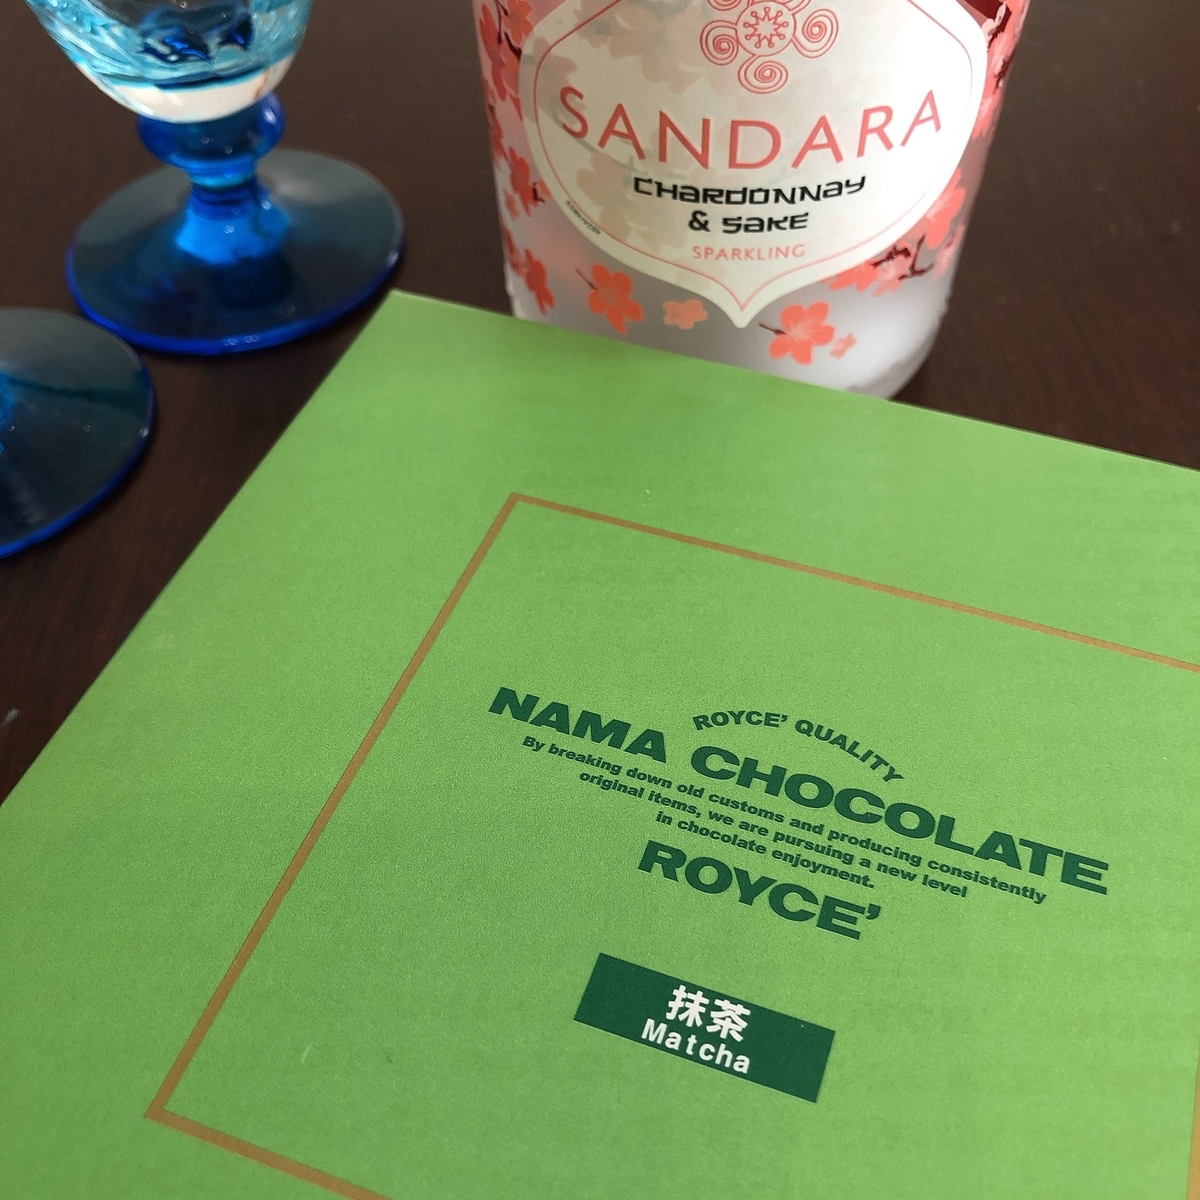 SANDARA
CHARDONNAY
& SAKE
SPARKLING
ROYCE' QUALITY
NAMA CHOCOLATE
By breaking down old customs and producing consistently
original items, we are pursuing a new level
in chocolate enjoyment.
ROYCE'
抹茶
Matcha